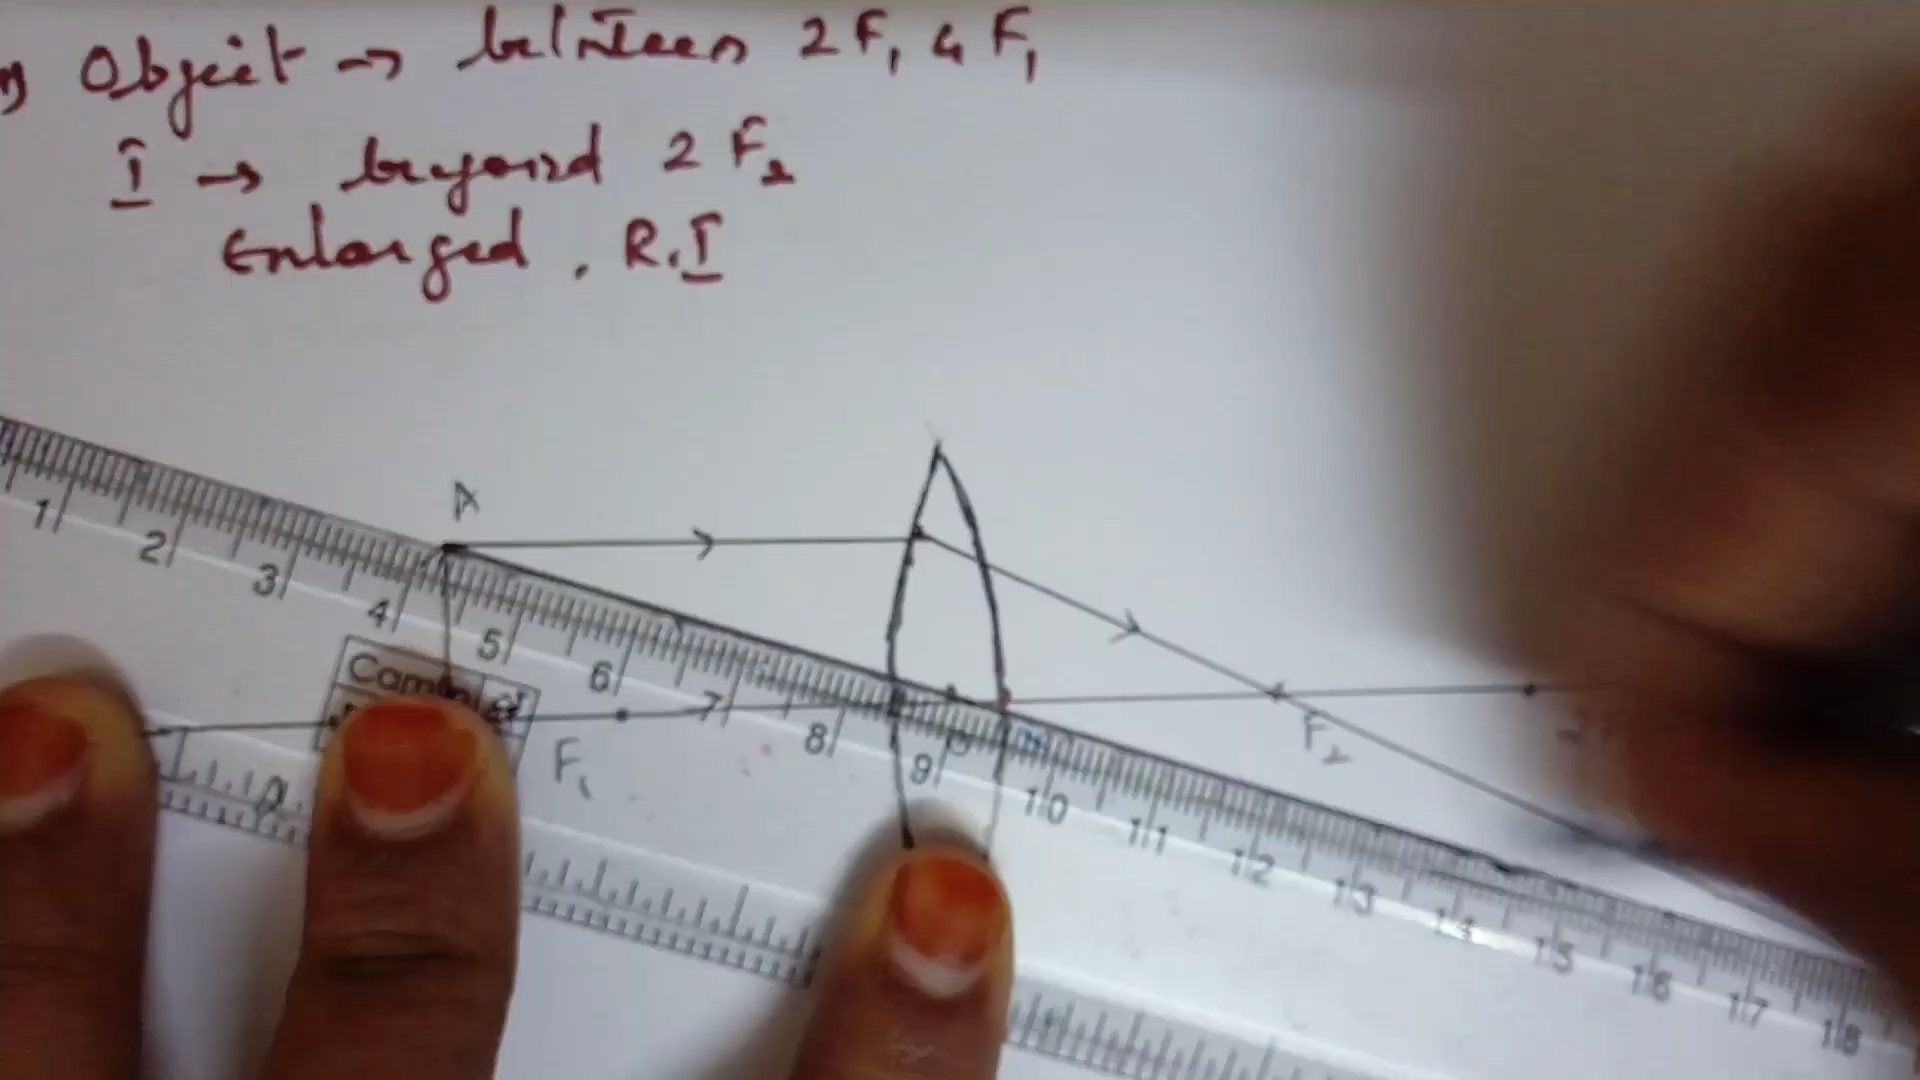 Object → between 2F₁ & F₁
I → beyond 2F₂
Enlarged, R.I
A
1 2 3 4 5 6 7 8 9 10 11 12 13 14 15 16 17 18
Camlin
F₁
F₂